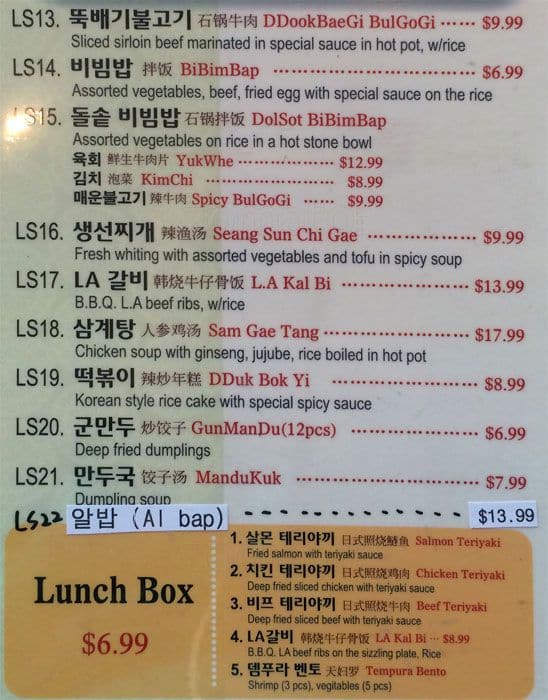 LS13. 뚝배기불고기 石锅牛肉 DDookBaeGi BulGoGi ········ $9.99
Sliced sirloin beef marinated in special sauce in hot pot, w/rice
LS14. 비빔밥 拌饭 BiBimBap ········ $6.99
Assorted vegetables, beef, fried egg with special sauce on the rice
LS15. 돌솥 비빔밥 石锅拌饭 DolSot BiBimBap
Assorted vegetables on rice in a hot stone bowl
육회 鲜生牛肉片 YukWhe ········ $12.99
김치 泡菜 KimChi ········ $8.99
매운불고기 辣牛肉 Spicy BulGoGi ······ $9.99
LS16. 생선찌개 辣渔汤 Seang Sun Chi Gae ········ $9.99
Fresh whiting with assorted vegetables and tofu in spicy soup
LS17. LA 갈비 韩烧牛仔骨饭 L.A Kal Bi ········ $13.99
B.B.Q. L.A beef ribs, w/rice
LS18. 삼계탕 人参鸡汤 Sam Gae Tang ········ $17.99
Chicken soup with ginseng, jujube, rice boiled in hot pot
LS19. 떡볶이 辣炒年糕 DDuk Bok Yi ········ $8.99
Korean style rice cake with special spicy sauce
LS20. 군만두 炒饺子 GunManDu(12pcs) ········ $6.99
Deep fried dumplings
LS21. 만두국 饺子汤 ManduKuk ········ $7.99
Dumpling soup
LS22 알밥 (Al bap) - - - - - - - - $13.99
Lunch Box
$6.99
1. 살몬 테리야끼 日式照烧鲢鱼 Salmon Teriyaki
Fried salmon with teriyaki sauce
2. 치킨 테리야끼 日式照烧鸡肉 Chicken Teriyaki
Deep fried sliced chicken with teriyaki sauce
3. 비프 테리야끼 日式照烧牛肉 Beef Teriyaki
Deep fried sliced beef with teriyaki sauce
4. LA갈비 韩烧牛仔骨饭 LA Kal Bi ··· $8.99
B.B.Q. L.A beef ribs on the sizzling plate, Rice
5. 뎀푸라 벤토 天妇罗 Tempura Bento
Shrimp (3 pcs), vegitables (5 pcs)